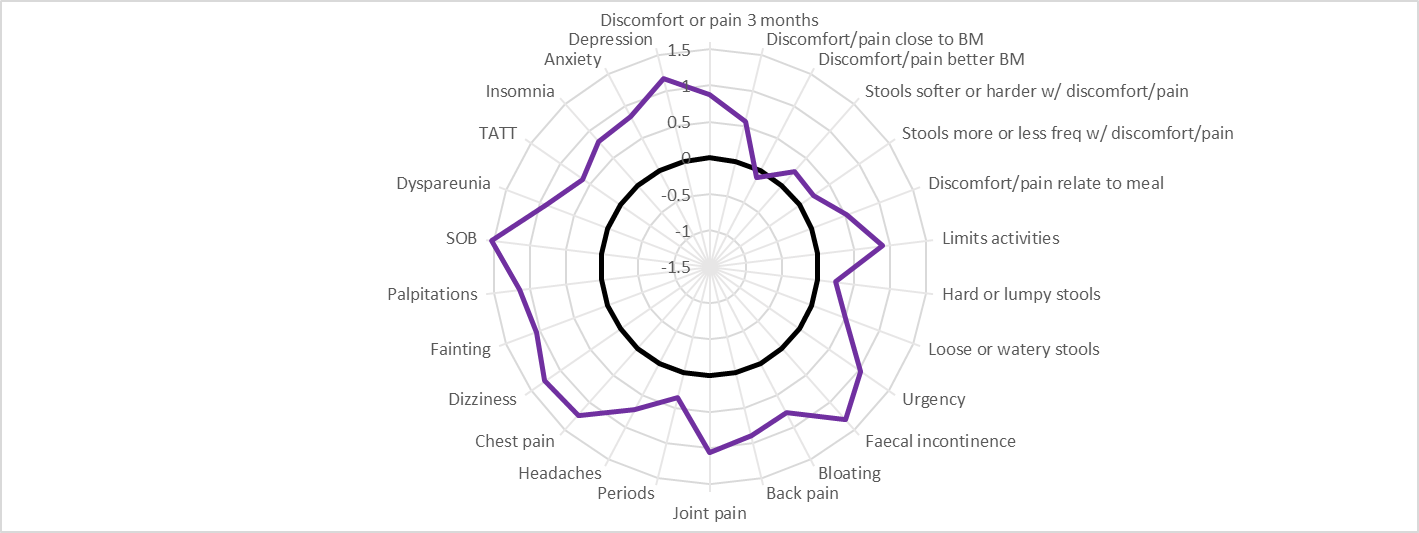 Discomfort or pain 3 months
Discomfort/pain close to BM
Discomfort/pain better BM
Stools softer or harder w/ discomfort/pain
Stools more or less freq w/ discomfort/pain
Discomfort/pain relate to meal
Limits activities
Hard or lumpy stools
Loose or watery stools
Urgency
Faecal incontinence
Bloating
Back pain
Joint pain
Periods
Headaches
Chest pain
Dizziness
Fainting
Palpitations
SOB
Dyspareunia
TATT
Insomnia
Anxiety
Depression
1.5
1
0.5
0
-0.5
-1
-1.5